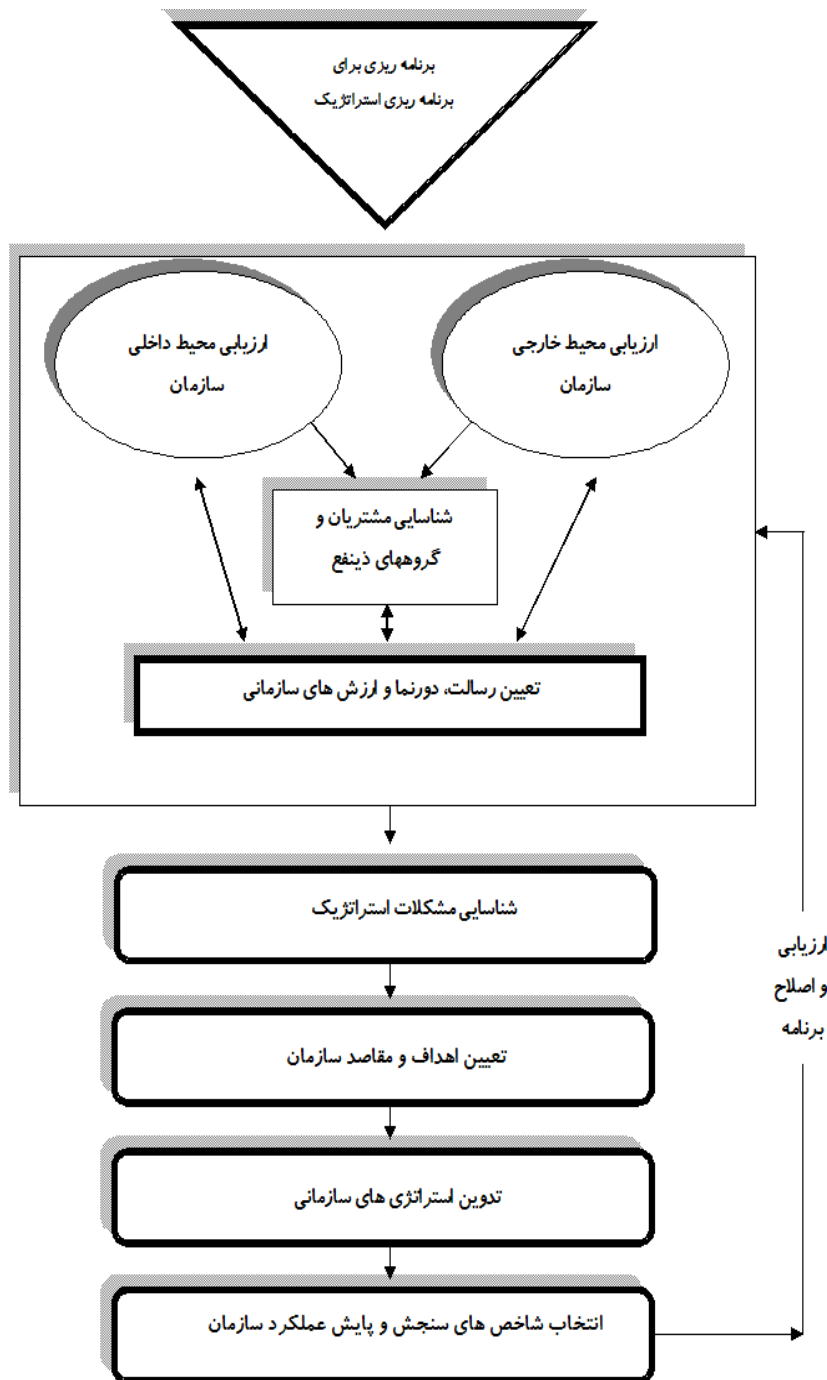 برنامه ریزی برای
برنامه ریزی استراتژیک
ارزیابی محیط خارجی
سازمان
ارزیابی محیط داخلی
سازمان
شناسایی مشتریان و
گروههای ذینفع
تعیین رسالت، دورنما و ارزش های سازمانی
شناسایی مشکلات استراتژیک
تعیین اهداف و مقاصد سازمان
تدوین استراتژی های سازمانی
انتخاب شاخص های سنجش و پایش عملکرد سازمان
ارزیابی
و اصلاح
برنامه